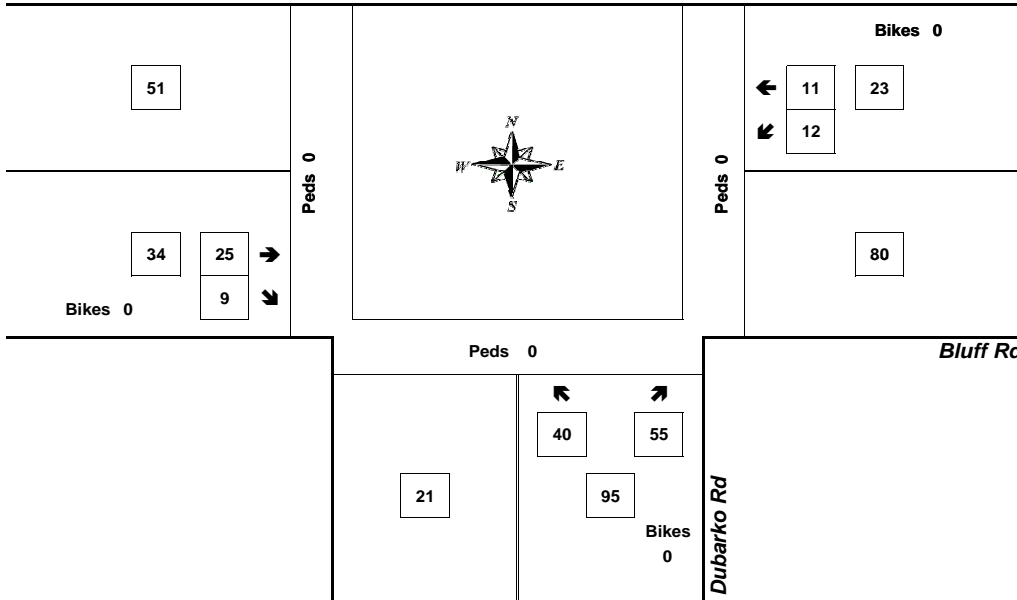 Bikes 0
51
11 23
12
N
W E
S
Peds 0
Peds 0
34 25
9
Bikes 0
80
Peds 0
Bluff Rd
40 55
21
95
Bikes
0
Dubarko Rd